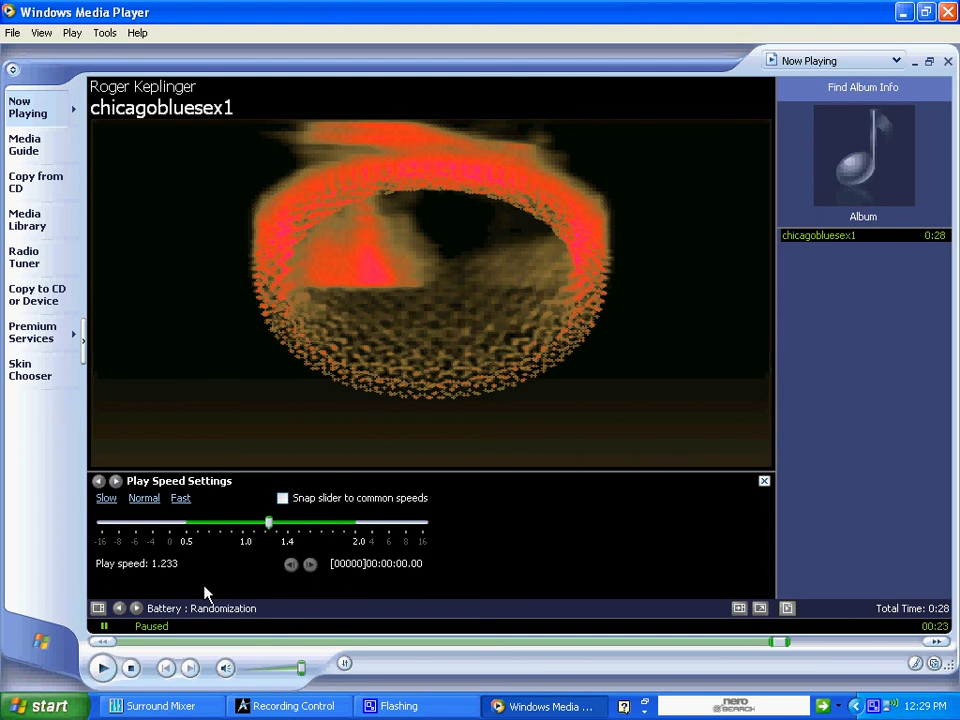 Windows Media Player
File View Play Tools Help
Now Playing
Roger Keplinger
chicagobluesex1
Find Album Info
Album
chicagobluesex1 0:28
Now
Playing
Media
Guide
Copy from
CD
Media
Library
Radio
Tuner
Copy to CD
or Device
Premium
Services
Skin
Chooser
Play Speed Settings
Slow Normal Fast Snap slider to common speeds
-16 -8 -6 -4 0 0.5 1.0 1.4 2.0 4 6 8 16
Play speed: 1.233 [00000]00:00:00.00
Battery : Randomization Total Time: 0:28
Paused 00:23
start Surround Mixer Recording Control Flashing Windows Media ... nero SEARCH 12:29 PM